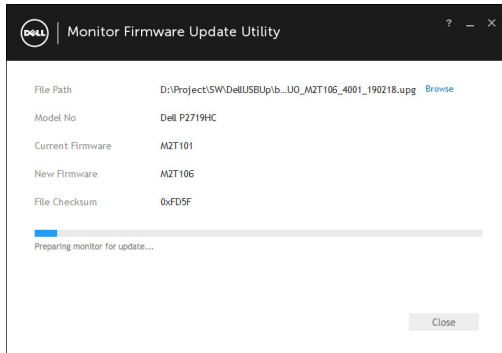 DELL Monitor Firmware Update Utility ? _ ×
File Path D:\Project\SW\DellUSBUp\b...UO_M2T106_4001_190218.upg Browse
Model No Dell P2719HC
Current Firmware M2T101
New Firmware M2T106
File Checksum 0xFD5F
Preparing monitor for update...
Close